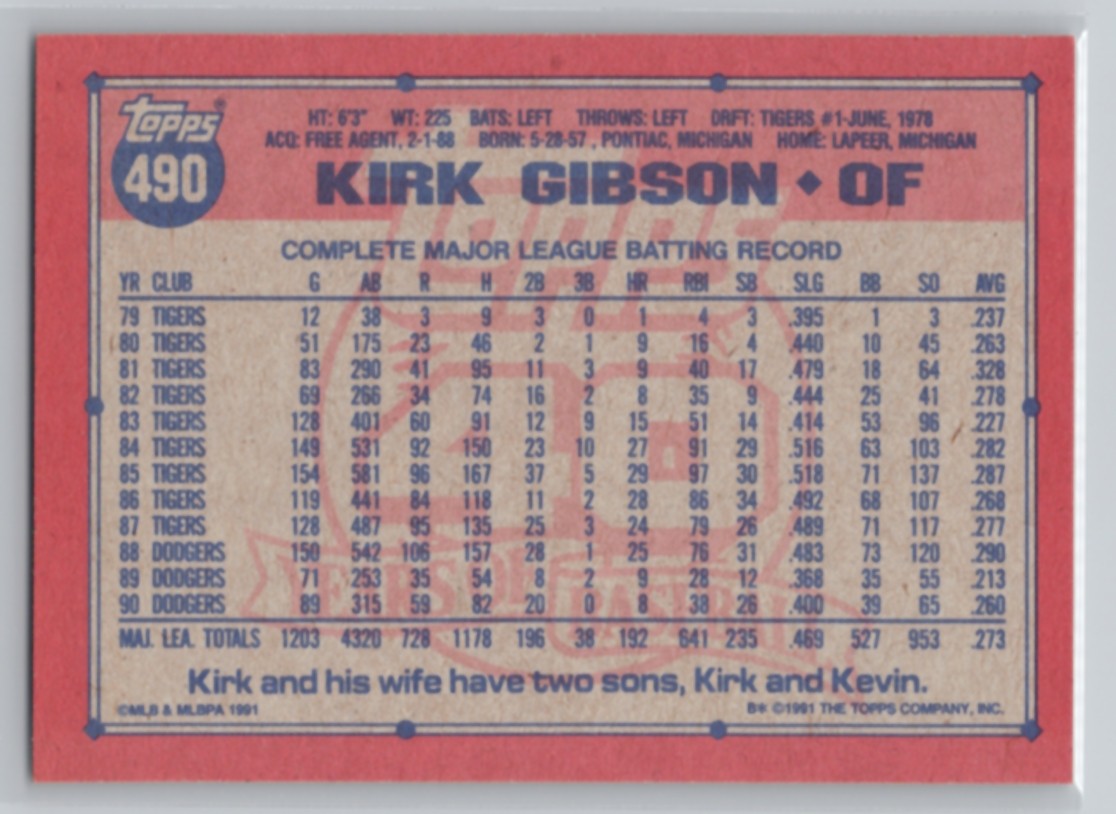 Topps®
490
HT: 6'3" WT: 225 BATS: LEFT THROWS: LEFT DRFT: TIGERS #1-JUNE, 1978
ACQ: FREE AGENT, 2-1-88 BORN: 5-28-57 , PONTIAC, MICHIGAN HOME: LAPEER, MICHIGAN
KIRK GIBSON ◆ OF
COMPLETE MAJOR LEAGUE BATTING RECORD
YR CLUB G AB R H 2B 3B HR RBI SB SLG BB SO AVG
79 TIGERS 12 38 3 9 3 0 1 4 3 .395 1 3 .237
80 TIGERS 51 175 23 46 2 1 9 16 4 .440 10 45 .263
81 TIGERS 83 290 41 95 11 3 9 40 17 .479 18 64 .328
82 TIGERS 69 266 34 74 16 2 8 35 9 .444 25 41 .278
83 TIGERS 128 401 60 91 12 9 15 51 14 .414 53 96 .227
84 TIGERS 149 531 92 150 23 10 27 91 29 .516 63 103 .282
85 TIGERS 154 581 96 167 37 5 29 97 30 .518 71 137 .287
86 TIGERS 119 441 84 118 11 2 28 86 34 .492 68 107 .268
87 TIGERS 128 487 95 135 25 3 24 79 26 .489 71 117 .277
88 DODGERS 150 542 106 157 28 1 25 76 31 .483 73 120 .290
89 DODGERS 71 253 35 54 8 2 9 28 12 .368 35 55 .213
90 DODGERS 89 315 59 82 20 0 8 38 26 .400 39 65 .260
MAJ. LEA. TOTALS 1203 4320 728 1178 196 38 192 641 235 .469 527 953 .273
Topps
40
YEARS OF BASEBALL
Kirk and his wife have two sons, Kirk and Kevin.
©MLB & MLBPA 1991 B* ©1991 THE TOPPS COMPANY, INC.